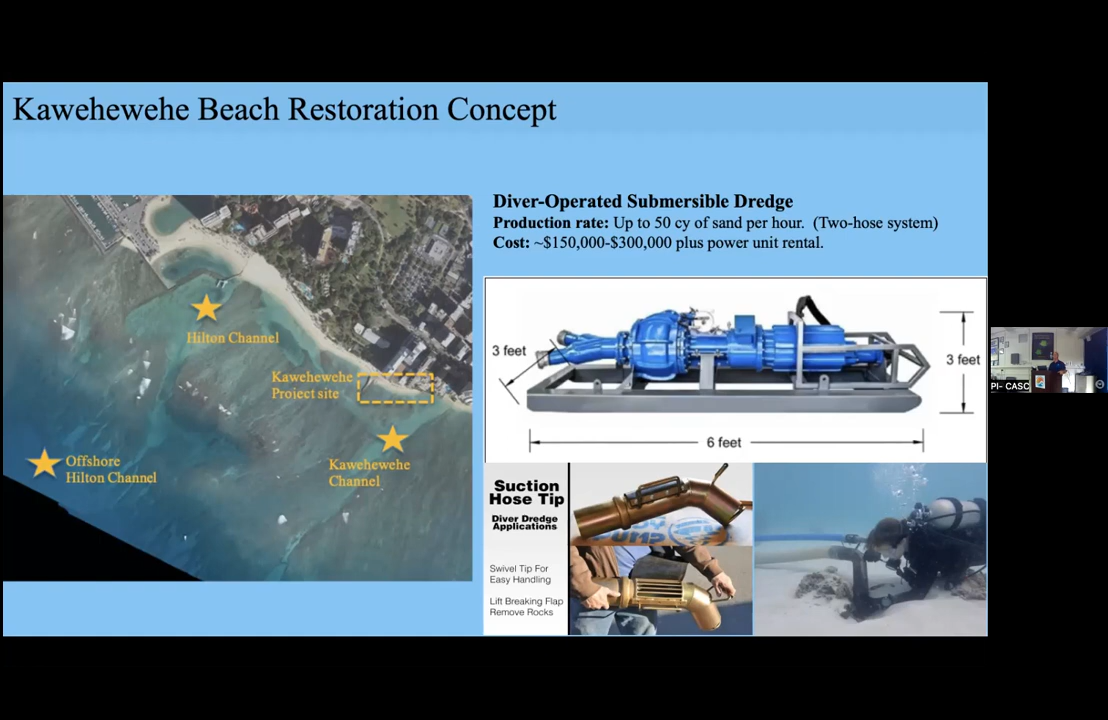 Kawehewehe Beach Restoration Concept
Diver-Operated Submersible Dredge
Production rate: Up to 50 cy of sand per hour. (Two-hose system)
Cost: ~$150,000-$300,000 plus power unit rental.
Hilton Channel
Kawehewehe
Project site
Offshore
Hilton Channel
Kawehewehe
Channel
3 feet
3 feet
6 feet
Suction
Hose Tip
Diver Dredge
Applications
Swivel Tip For
Easy Handling
Lift Breaking Flap
Remove Rocks
PI- CASC